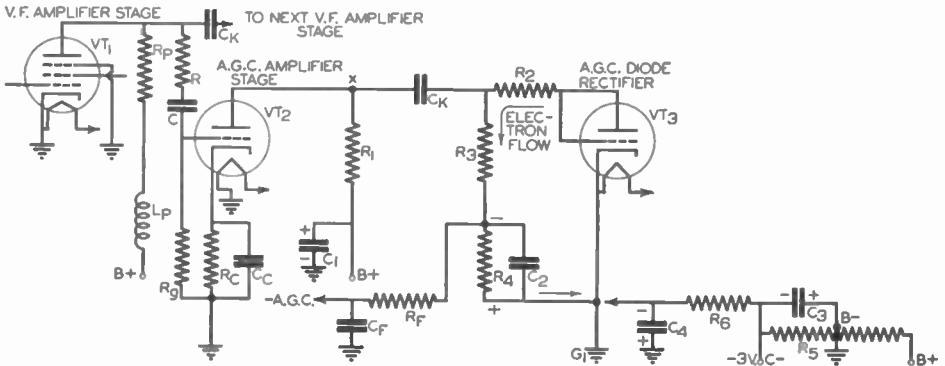 V.F. AMPLIFIER STAGE
TO NEXT V.F. AMPLIFIER
STAGE
CK
VT1
RP
R
A.G.C. AMPLIFIER
STAGE
X
R2
A.G.C. DIODE
RECTIFIER
C
VT2
CK
ELEC-
TRON
FLOW
VT3
R1
R3
LP
+
-
C1
-
B+
Rg
RC
CC
B+
R4
C2
+
-A.G.C.
RF
CF
G1
-
C4
+
R6
-
+
C3
B-
R5
-3V.
C-
B+